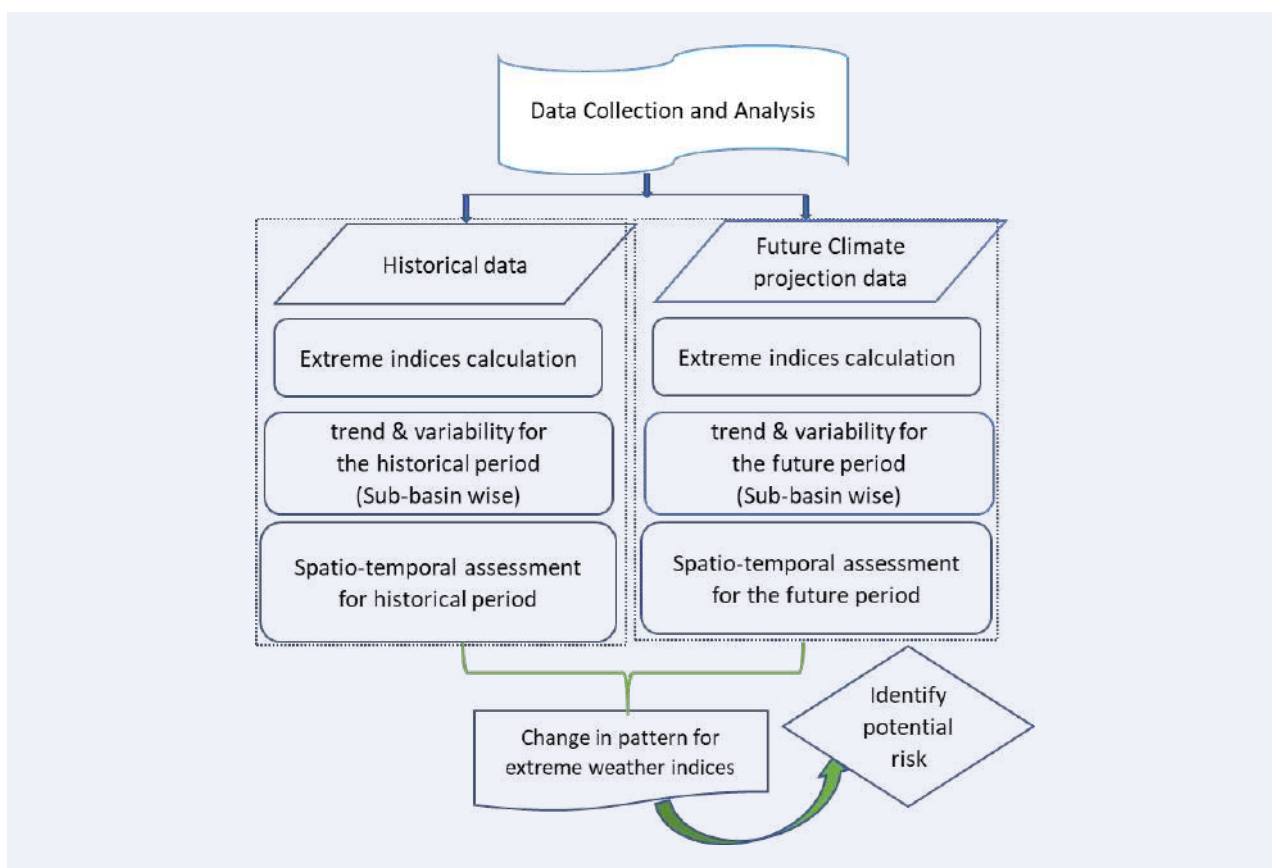 Data Collection and Analysis
Historical data
Extreme indices calculation
trend & variability for
the historical period
(Sub-basin wise)
Spatio-temporal assessment
for historical period
Future Climate
projection data
Extreme indices calculation
trend & variability for
the future period
(Sub-basin wise)
Spatio-temporal assessment
for the future period
Change in pattern for
extreme weather indices
Identify
potential
risk